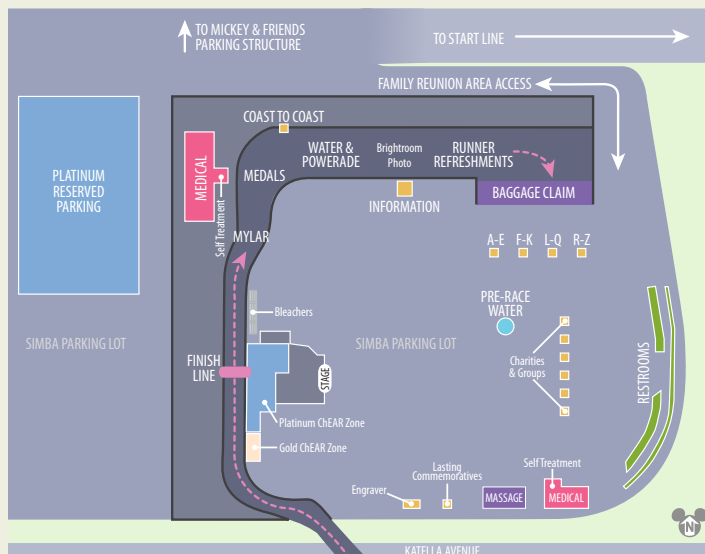 TO MICKEY & FRIENDS
PARKING STRUCTURE
TO START LINE
FAMILY REUNION AREA ACCESS
COAST TO COAST
WATER &
POWERADE
Brightroom
Photo
RUNNER
REFRESHMENTS
MEDICAL
Self Treatment
MEDALS
PLATINUM
RESERVED
PARKING
BAGGAGE CLAIM
INFORMATION
MYLAR
A-E
F-K
L-Q
R-Z
PRE-RACE
WATER
Bleachers
SIMBA PARKING LOT
SIMBA PARKING LOT
FINISH
LINE
STAGE
Charities
& Groups
RESTROOMS
Platinum ChEAR Zone
Gold ChEAR Zone
Lasting
Commemoratives
Self Treatment
Engraver
MASSAGE
MEDICAL
N
KATELLA AVENUE